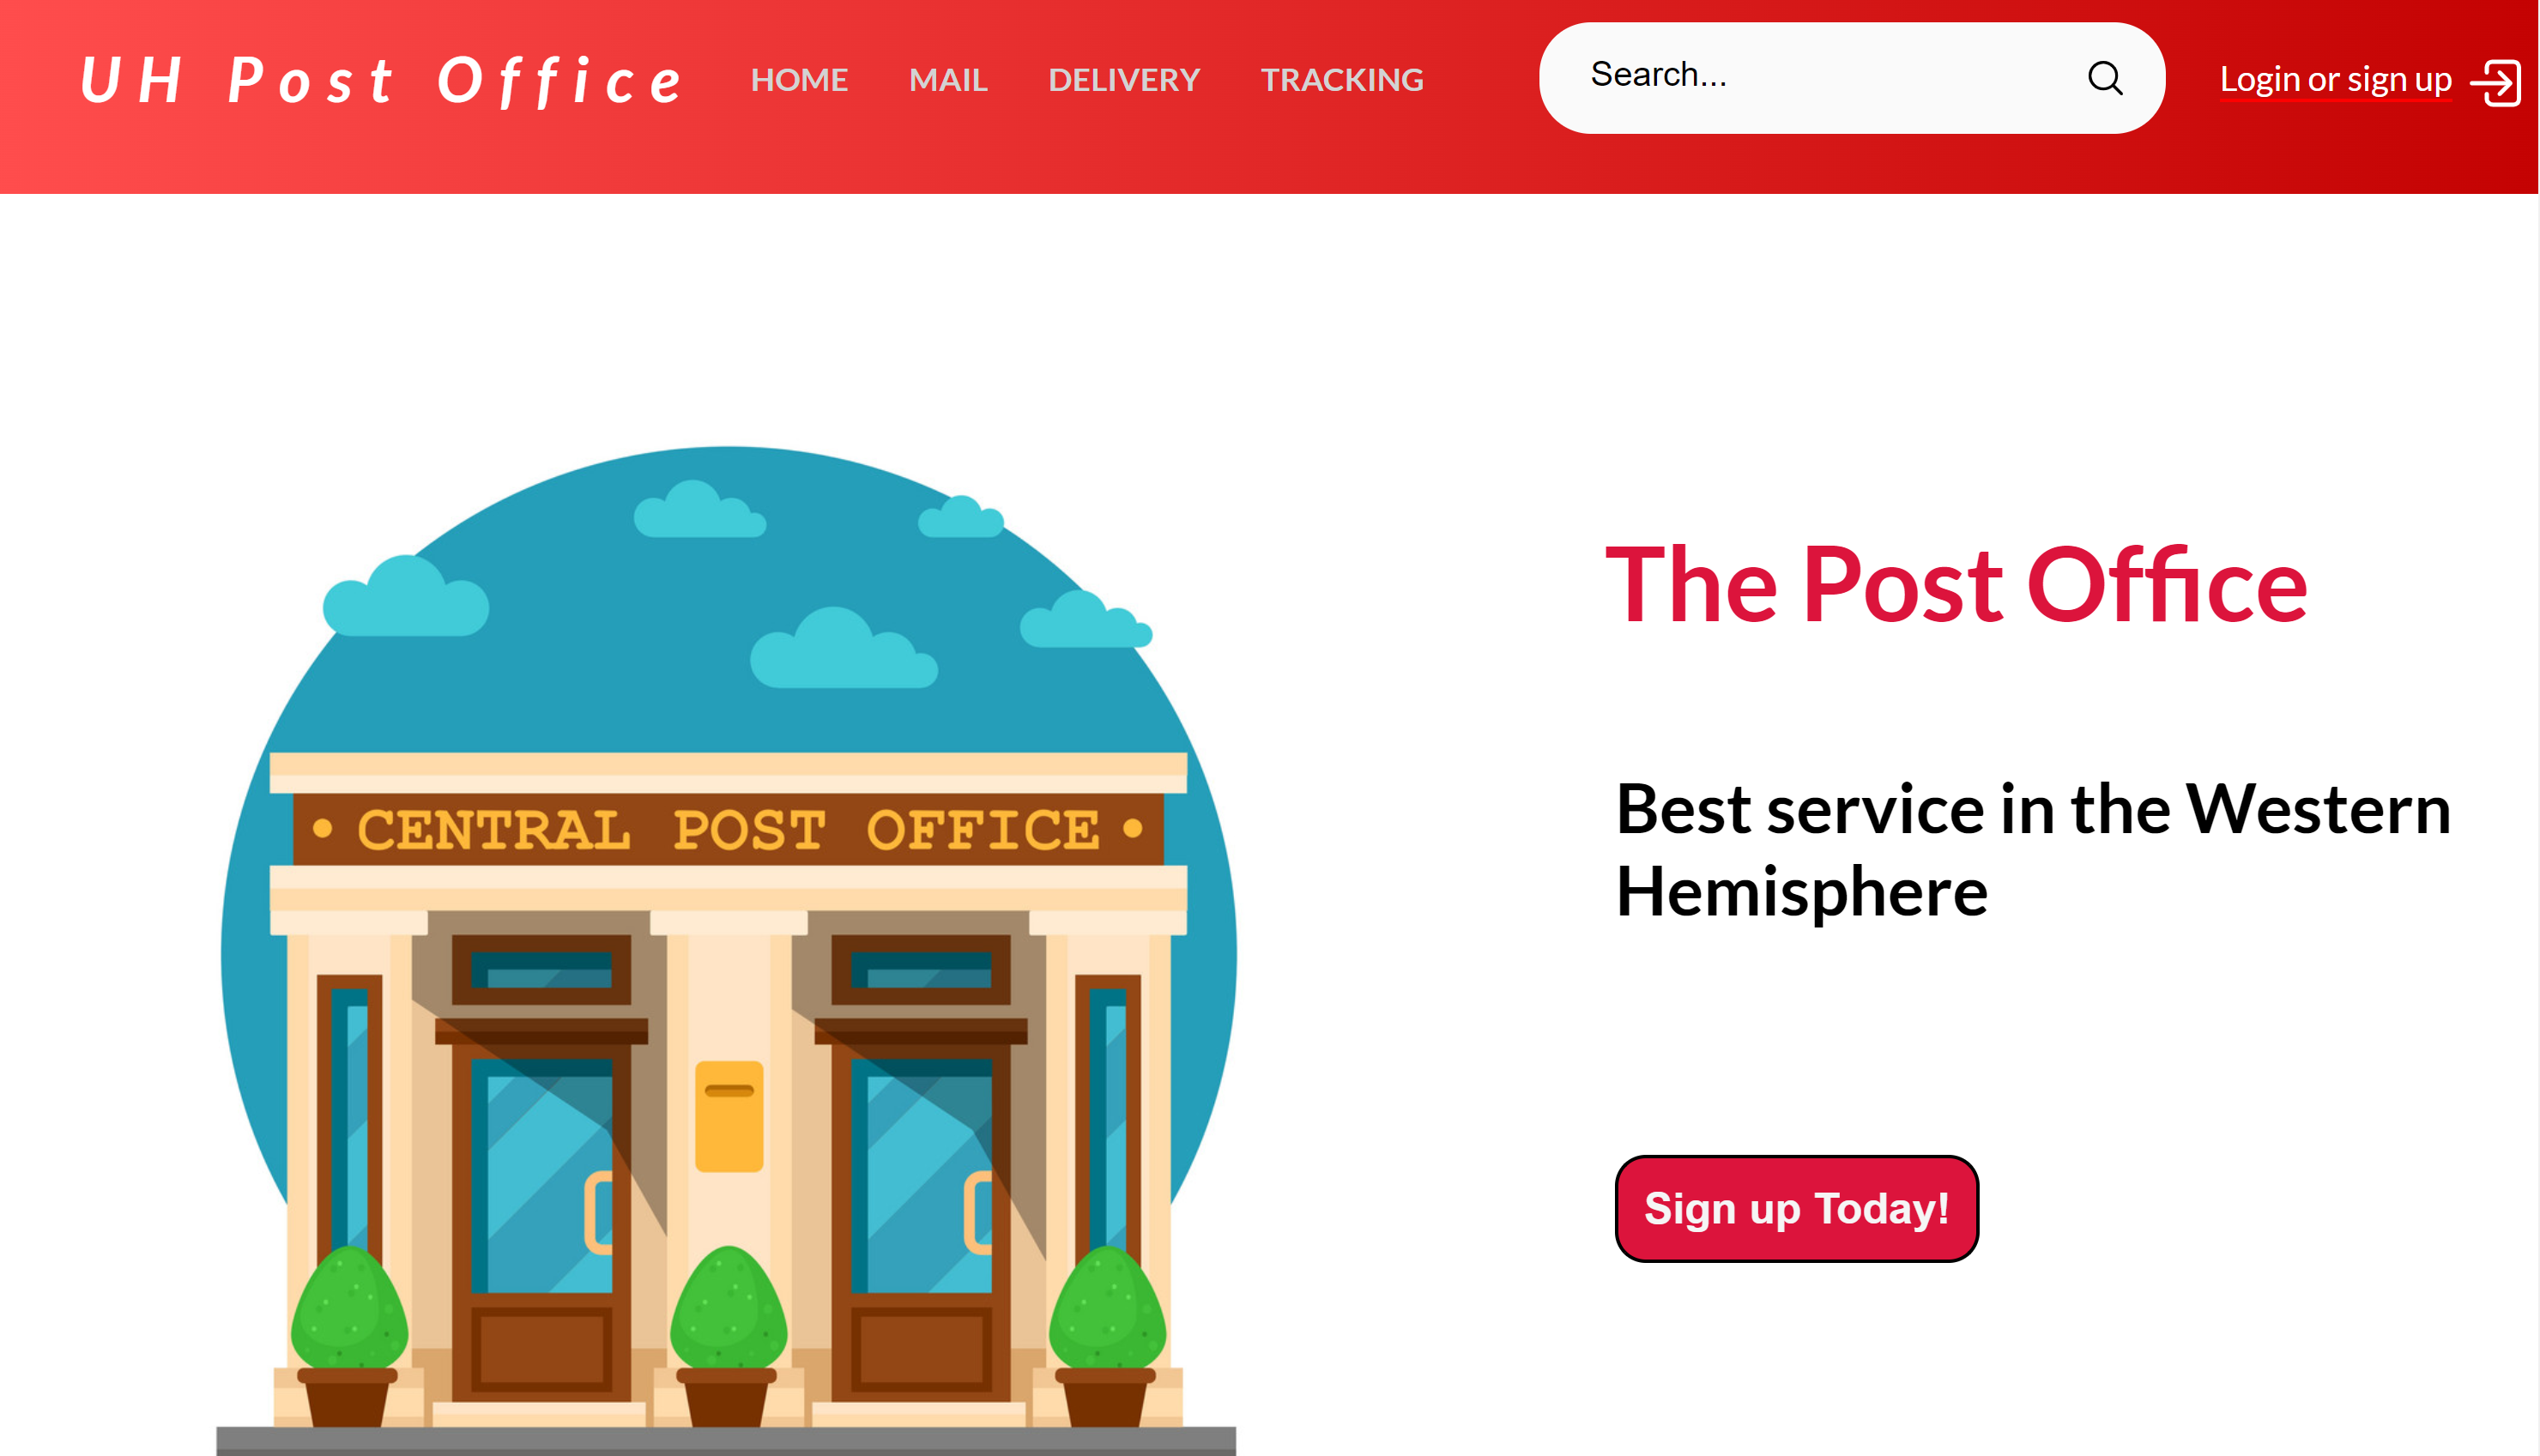 UH Post Office
HOME MAIL DELIVERY TRACKING
Search...
Login or sign up
• CENTRAL POST OFFICE •
The Post Office
Best service in the Western
Hemisphere
Sign up Today!